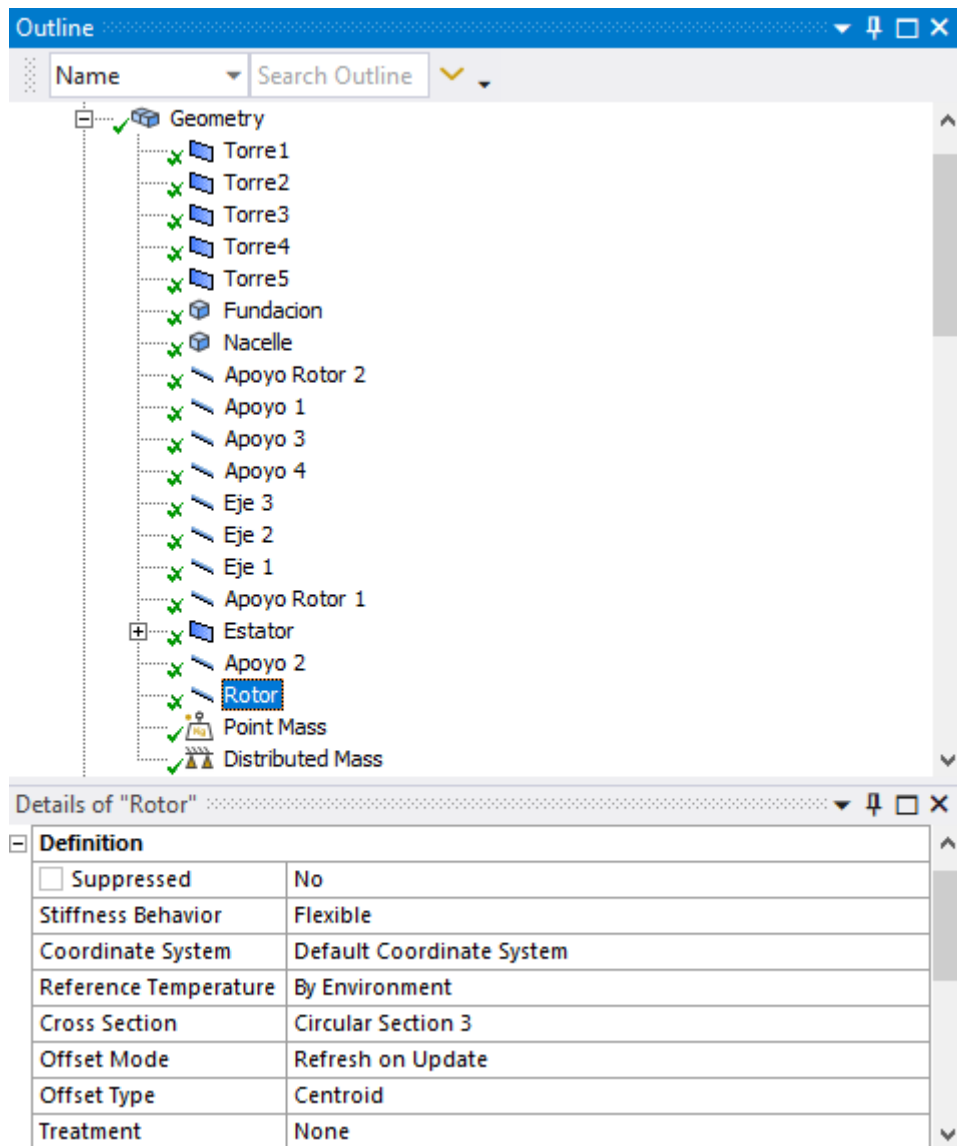 Outline
Name Search Outline
Geometry
Torre1
Torre2
Torre3
Torre4
Torre5
Fundacion
Nacelle
Apoyo Rotor 2
Apoyo 1
Apoyo 3
Apoyo 4
Eje 3
Eje 2
Eje 1
Apoyo Rotor 1
Estator
Apoyo 2
Rotor
Point Mass
Distributed Mass
Details of "Rotor"
Definition
Suppressed No
Stiffness Behavior Flexible
Coordinate System Default Coordinate System
Reference Temperature By Environment
Cross Section Circular Section 3
Offset Mode Refresh on Update
Offset Type Centroid
Treatment None